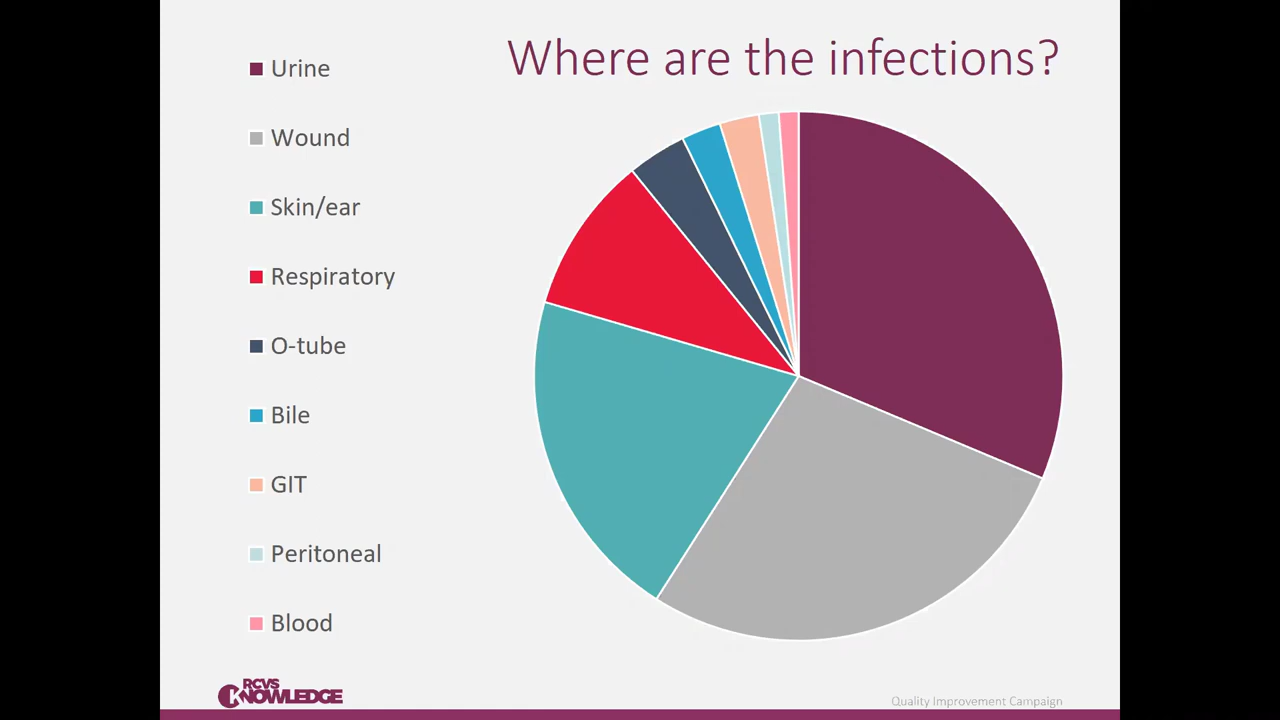 Where are the infections?
Urine
Wound
Skin/ear
Respiratory
O-tube
Bile
GIT
Peritoneal
Blood
RCVS
KNOWLEDGE
Quality Improvement Campaign